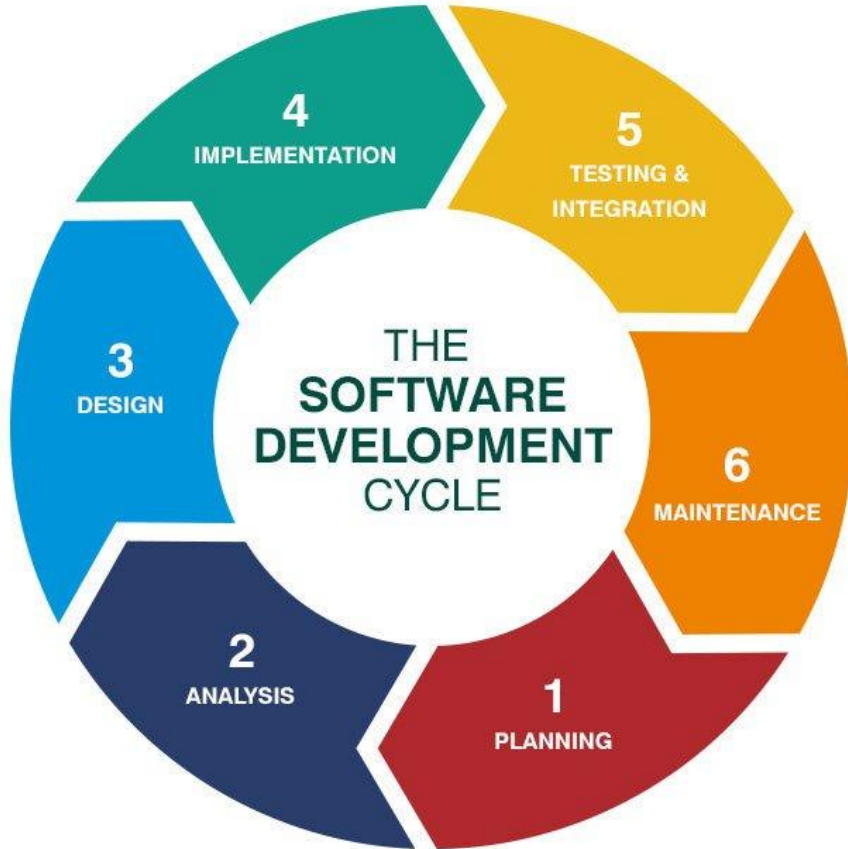 THE
SOFTWARE
DEVELOPMENT
CYCLE
1
PLANNING
2
ANALYSIS
3
DESIGN
4
IMPLEMENTATION
5
TESTING &
INTEGRATION
6
MAINTENANCE